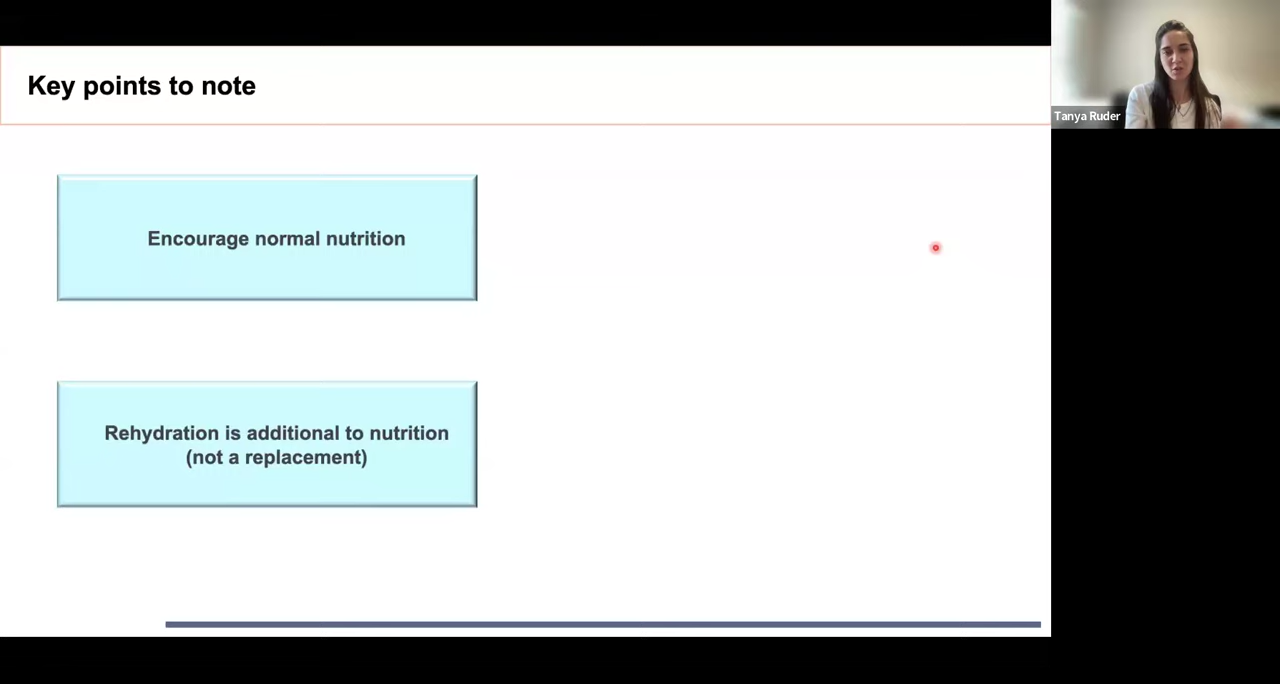 Key points to note
Tanya Ruder
Encourage normal nutrition
Rehydration is additional to nutrition
(not a replacement)